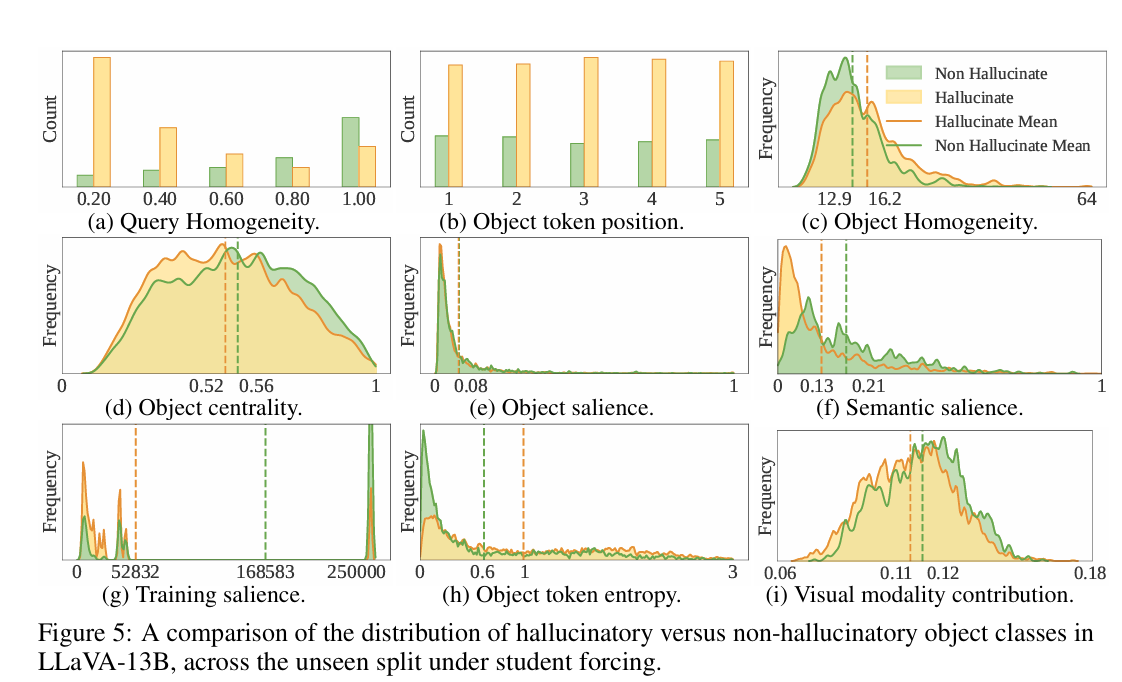 Count
0.20 0.40 0.60 0.80 1.00
(a) Query Homogeneity.
Count
1 2 3 4 5
(b) Object token position.
Frequency
Non Hallucinate
Hallucinate
Hallucinate Mean
Non Hallucinate Mean
12.9 16.2 64
(c) Object Homogeneity.
Frequency
0 0.52 0.56 1
(d) Object centrality.
Frequency
0 0.08 1
(e) Object salience.
Frequency
0 0.13 0.21 1
(f) Semantic salience.
Frequency
0 52832 168583 250000
(g) Training salience.
Frequency
0 0.6 1 3
(h) Object token entropy.
Frequency
0.06 0.11 0.12 0.18
(i) Visual modality contribution.
Figure 5: A comparison of the distribution of hallucinatory versus non-hallucinatory object classes in
LLaVA-13B, across the unseen split under student forcing.